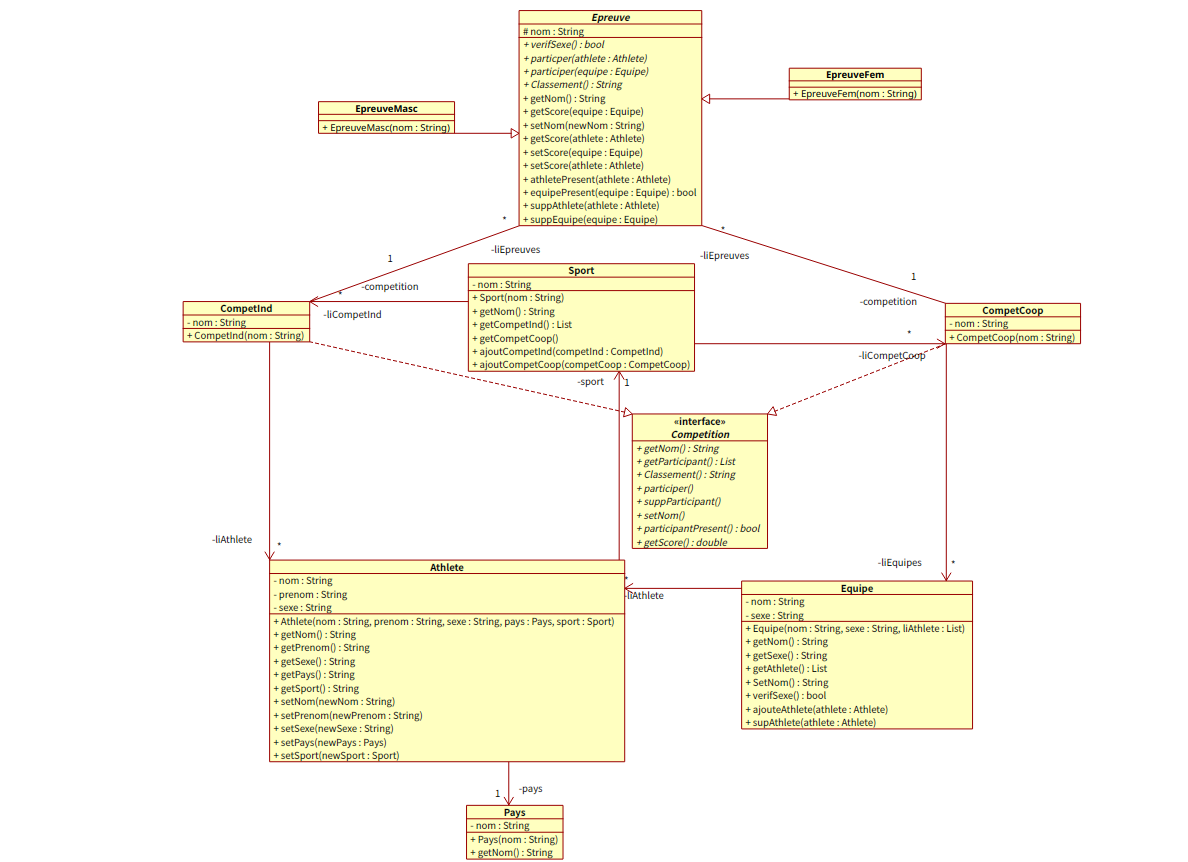 Epreuve
# nom : String
+ verifSexe() : bool
+ particper(athlete : Athlete)
+ participer(equipe : Equipe)
+ Classement() : String
+ getNom() : String
+ getScore(equipe : Equipe)
+ setNom(newNom : String)
+ getScore(athlete : Athlete)
+ setScore(equipe : Equipe)
+ setScore(athlete : Athlete)
+ athletePresent(athlete : Athlete)
+ equipePresent(equipe : Equipe) : bool
+ suppAthlete(athlete : Athlete)
+ suppEquipe(equipe : Equipe)
EpreuveFem
+ EpreuveFem(nom : String)
EpreuveMasc
+ EpreuveMasc(nom : String)
*
-liEpreuves
1
-competition
*
-liEpreuves
1
-competition
*
-liCompetInd
CompetInd
- nom : String
+ CompetInd(nom : String)
Sport
- nom : String
+ Sport(nom : String)
+ getNom() : String
+ getCompetInd() : List
+ getCompetCoop()
+ ajoutCompetInd(competInd : CompetInd)
+ ajoutCompetCoop(competCoop : CompetCoop)
CompetCoop
- nom : String
+ CompetCoop(nom : String)
*
-liCompetCoop
-sport
1
«interface»
Competition
+ getNom() : String
+ getParticipant() : List
+ Classement() : String
+ participer()
+ suppParticipant()
+ setNom()
+ participantPresent() : bool
+ getScore() : double
-liAthlete
*
-liEquipes
*
Athlete
- nom : String
- prenom : String
- sexe : String
+ Athlete(nom : String, prenom : String, sexe : String, pays : Pays, sport : Sport)
+ getNom() : String
+ getPrenom() : String
+ getSexe() : String
+ getPays() : String
+ getSport() : String
+ setNom(newNom : String)
+ setPrenom(newPrenom : String)
+ setSexe(newSexe : String)
+ setPays(newPays : Pays)
+ setSport(newSport : Sport)
*
-liAthlete
Equipe
- nom : String
- sexe : String
+ Equipe(nom : String, sexe : String, liAthlete : List)
+ getNom() : String
+ getSexe() : String
+ getAthlete() : List
+ SetNom() : String
+ verifSexe() : bool
+ ajouteAthlete(athlete : Athlete)
+ supAthlete(athlete : Athlete)
1
-pays
Pays
- nom : String
+ Pays(nom : String)
+ getNom() : String